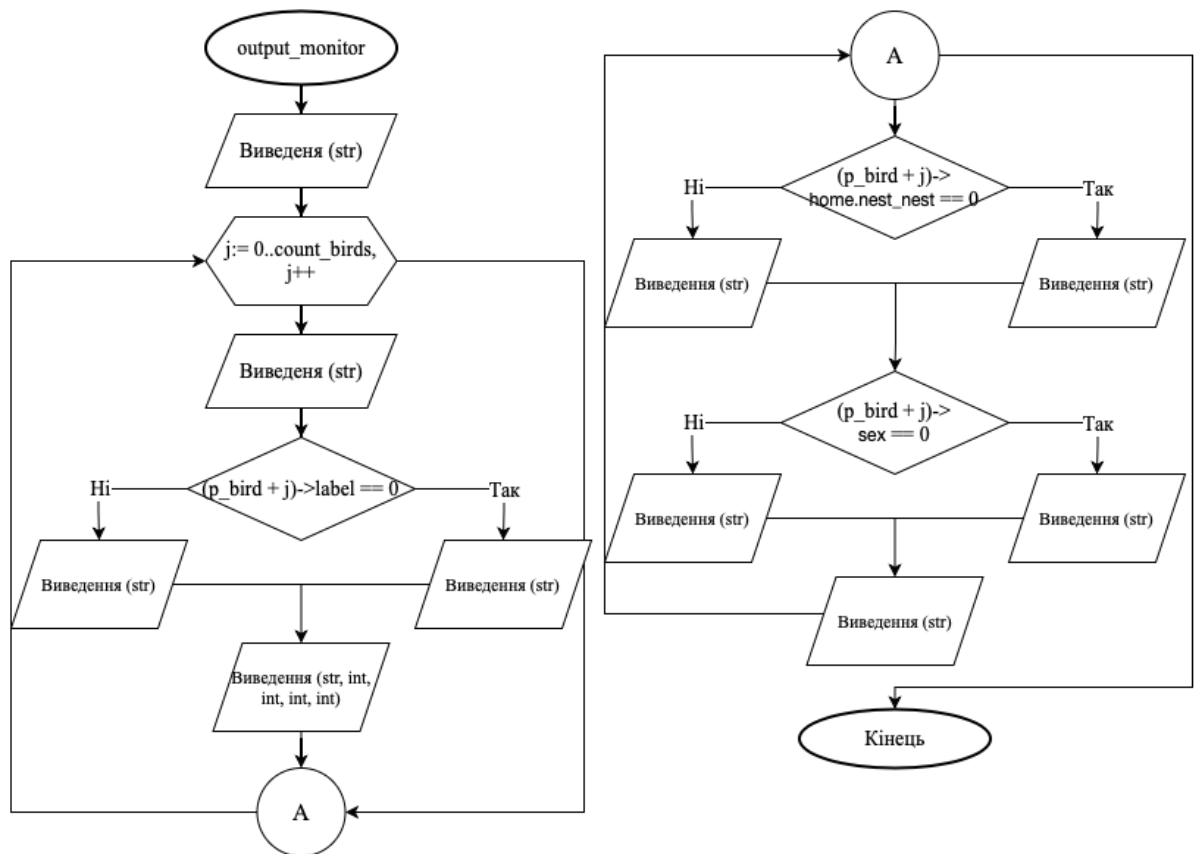 output_monitor
Виведеня (str)
j:= 0..count_birds,
j++
Виведеня (str)
(p_bird + j)->label == 0
Ні
Так
Виведення (str)
Виведення (str)
Виведення (str, int,
int, int, int)
A
A
(p_bird + j)->
home.nest_nest == 0
Ні
Так
Виведення (str)
Виведення (str)
(p_bird + j)->
sex == 0
Ні
Так
Виведення (str)
Виведення (str)
Виведення (str)
Кінець